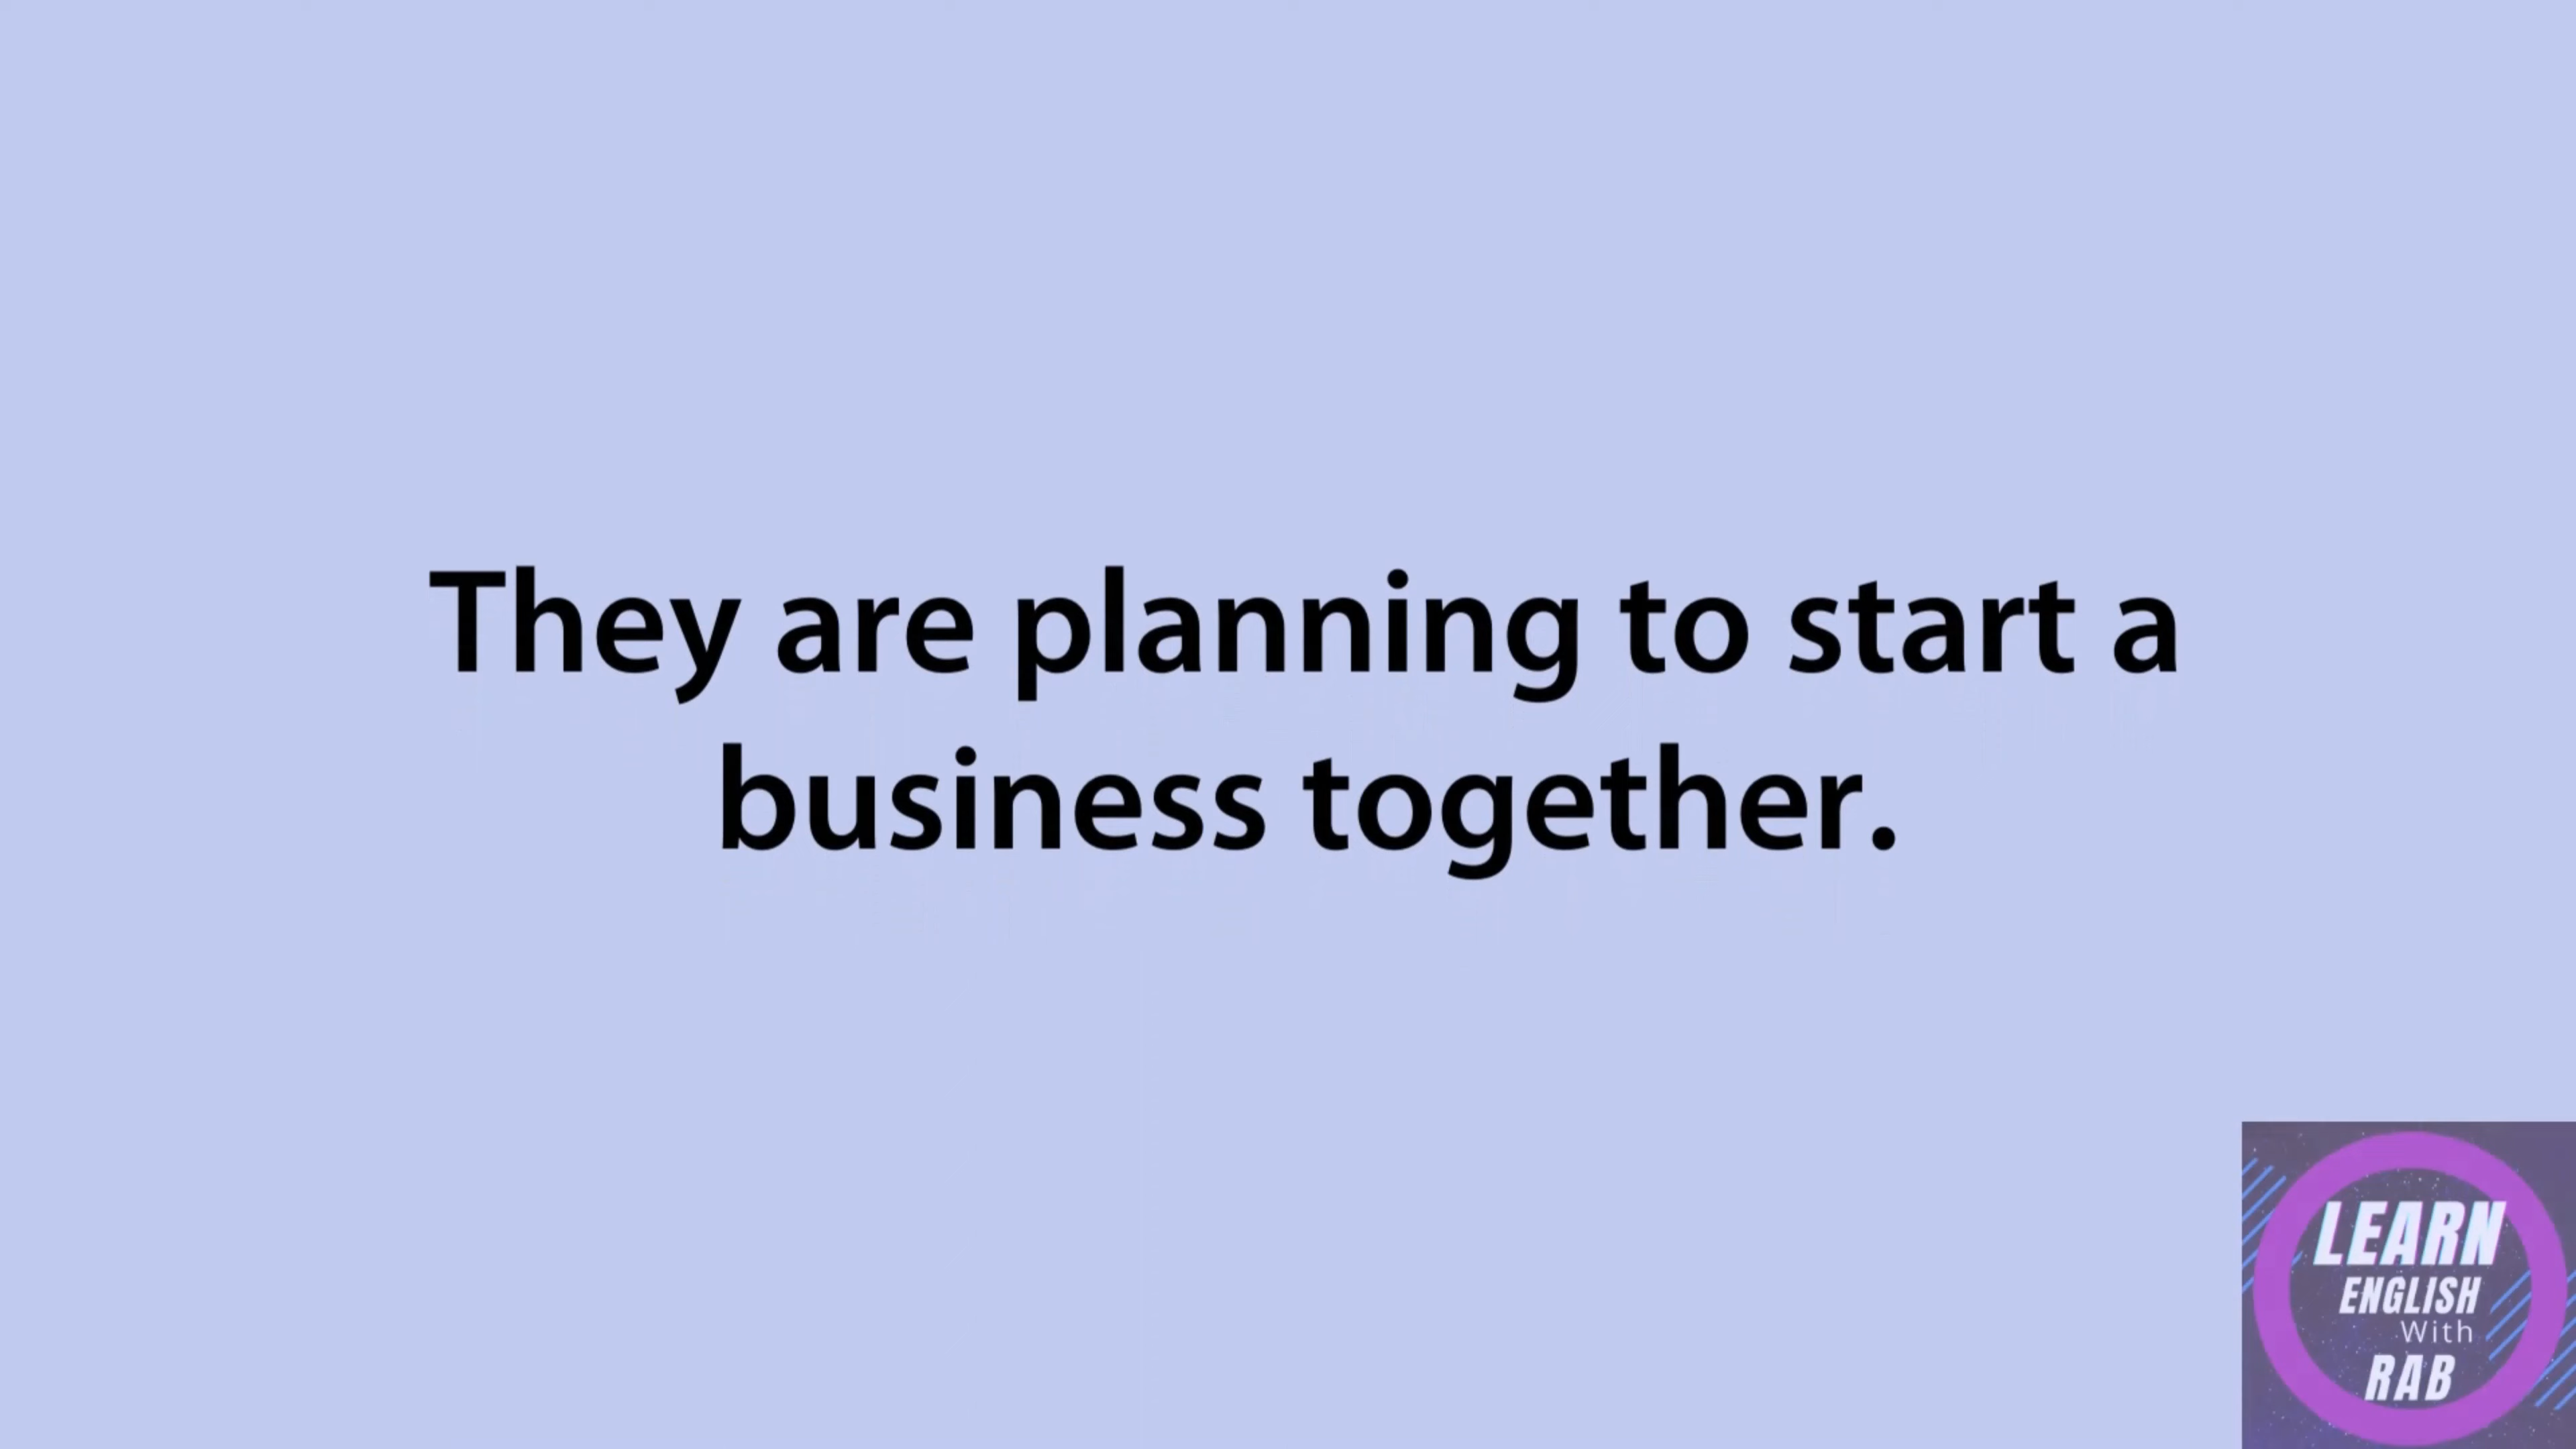 They are planning to start a
business together.
LEARN
ENGLISH
With
RAB